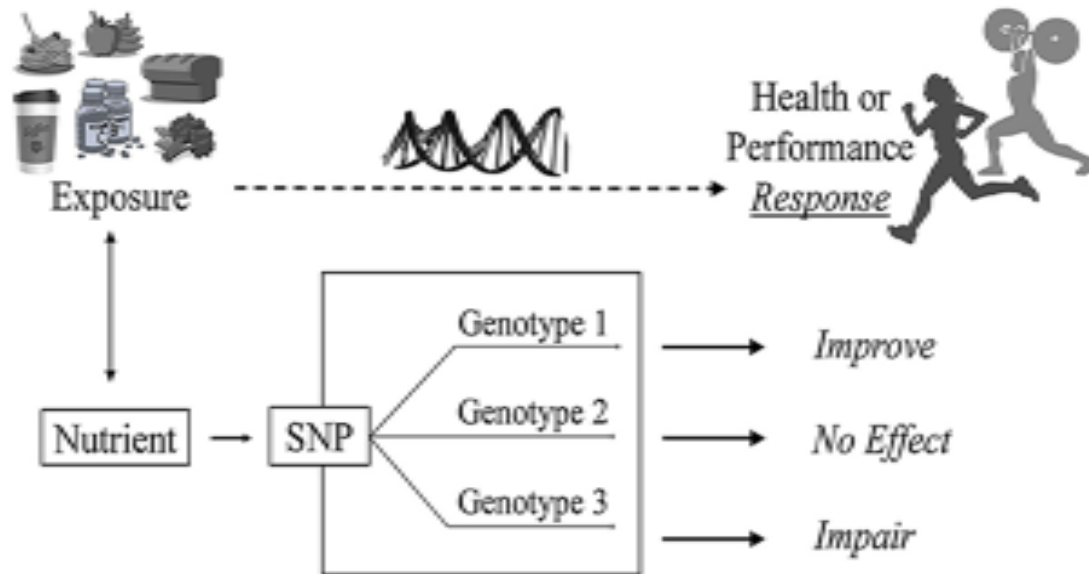 Exposure
Health or
Performance
Response
Nutrient
SNP
Genotype 1
Genotype 2
Genotype 3
Improve
No Effect
Impair